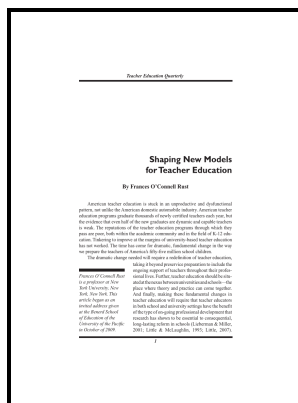 Teacher Education Quarterly
Shaping New Models
for Teacher Education
By Frances O'Connell Rust
American teacher education is stuck in an unproductive and dysfunctional
pattern, not unlike the American domestic automobile industry. American teacher
education programs graduate thousands of newly certified teachers each year, but
the evidence that even half of the new graduates are dynamic and capable teachers
is weak. The reputations of the teacher education programs through which they
pass are poor, both within the academic community and in the field of K-12 edu-
cation. Tinkering to improve at the margins of university-based teacher education
has not worked. The time has come for dramatic, fundamental change in the way
we prepare the teachers of America's fifty-five million school children.
The dramatic change needed will require a redefinition of teacher education,
taking it beyond preservice preparation to include the
ongoing support of teachers throughout their profes-
sional lives. Further, teacher education should be situ-
ated at the nexus between universities and schools—the
place where theory and practice can come together.
And finally, making these fundamental changes in
teacher education will require that teacher educators
in both school and university settings have the benefit
of the type of on-going professional development that
research has shown to be essential to consequential,
long-lasting reform in schools (Lieberman & Miller,
2001; Little & McLaughlin, 1993; Little, 2007).
Frances O'Connell Rust
is a professor at New
York University, New
York, New York. This
article began as an
invited address given
at the Benerd School
of Education of the
University of the Pacific
in October of 2009.
1